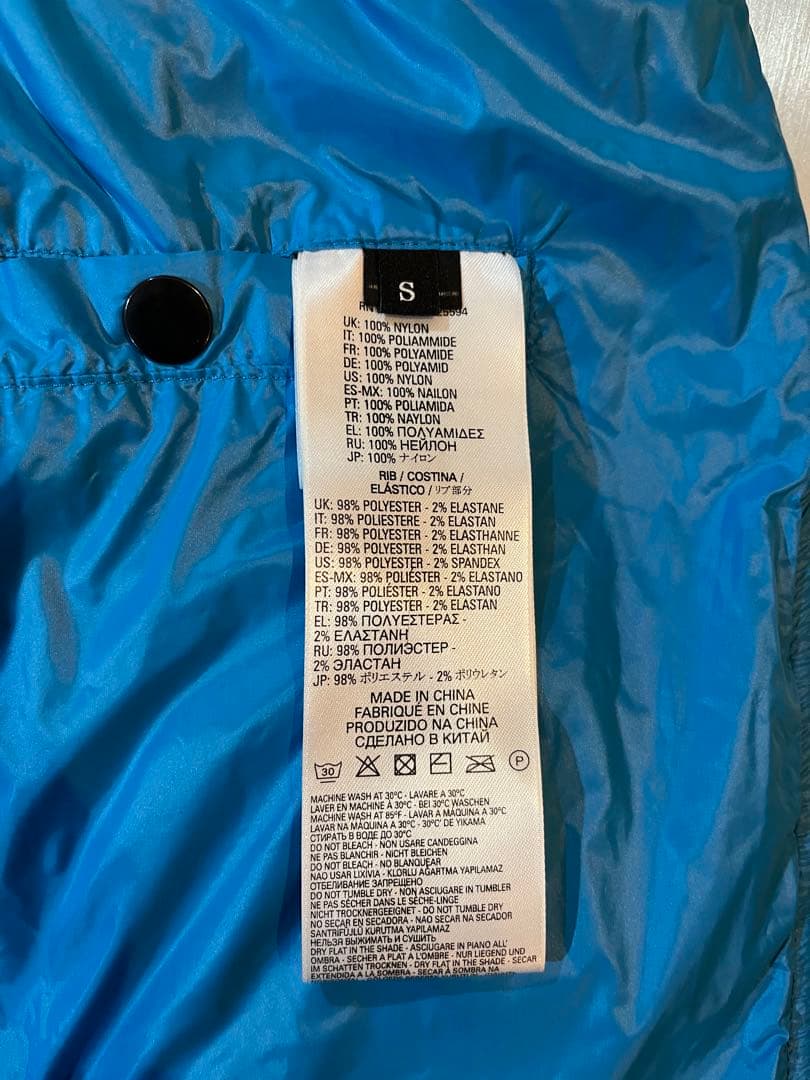 S
25594
UK: 100% NYLON
IT: 100% POLIAMMIDE
FR: 100% POLYAMIDE
DE: 100% POLYAMID
US: 100% NYLON
ES-MX: 100% NAILON
PT: 100% POLIAMIDA
TR: 100% NAYLON
EL: 100% ΠΟΛΥΑΜΙΔΕΣ
RU: 100% НЕЙЛОН
JP: 100% ナイロン
RIB / COSTINA /
ELÁSTICO / リブ部分
UK: 98% POLYESTER - 2% ELASTANE
IT: 98% POLIESTERE - 2% ELASTAN
FR: 98% POLYESTER - 2% ELASTHANNE
DE: 98% POLYESTER - 2% ELASTHAN
US: 98% POLYESTER - 2% SPANDEX
ES-MX: 98% POLIÉSTER - 2% ELASTANO
PT: 98% POLIÉSTER - 2% ELASTANO
TR: 98% POLYESTER - 2% ELASTAN
EL: 98% ΠΟΛΥΕΣΤΕΡΑΣ -
2% ΕΛΑΣΤΑΝΗ
RU: 98% ПОЛИЭСТЕР -
2% ЭЛАСТАН
JP: 98% ポリエステル - 2% ポリウレタン
MADE IN CHINA
FABRIQUÉ EN CHINE
PRODUZIDO NA CHINA
СДЕЛАНО В КИТАЙ
30 P
MACHINE WASH AT 30°C - LAVARE A 30°C
LAVER EN MACHINE À 30°C - BEI 30°C WASCHEN
MACHINE WASH AT 85°F - LAVAR A MAQUINA A 30°C
LAVAR NA MÁQUINA A 30°C - 30°C' DE YIKAMA
СТИРАТЬ В ВОДЕ ДО 30°C
DO NOT BLEACH - NON USARE CANDEGGINA
NE PAS BLANCHIR - NICHT BLEICHEN
DO NOT BLEACH - NO BLANQUEAR
NAO USAR LIXIVIA - KLORLU AĞARTMA YAPILAMAZ
ОТБЕЛИВАНИЕ ЗАПРЕЩЕНО
DO NOT TUMBLE DRY - NON ASCIUGARE IN TUMBLER
NE PAS SÉCHER DANS LE SÈCHE-LINGE
NICHT TROCKNERGEEIGNET - DO NOT TUMBLE DRY
NO SECAR EN SECADORA - NAO SECAR NA SECADOR
SANTRİFÜJLÜ KURUTMA YAPILAMAZ
НЕЛЬЗЯ ВЫЖИМАТЬ И СУШИТЬ
DRY FLAT IN THE SHADE - ASCIUGARE IN PIANO ALL'
OMBRA - SÉCHER A PLAT A L'OMBRE - NUR LIEGEND UND
IM SCHATTEN TROCKNEN - DRY FLAT IN THE SHADE - SECAR
EXTENDIDA A LA SOMBRA - SECAR À SOMBRA NA